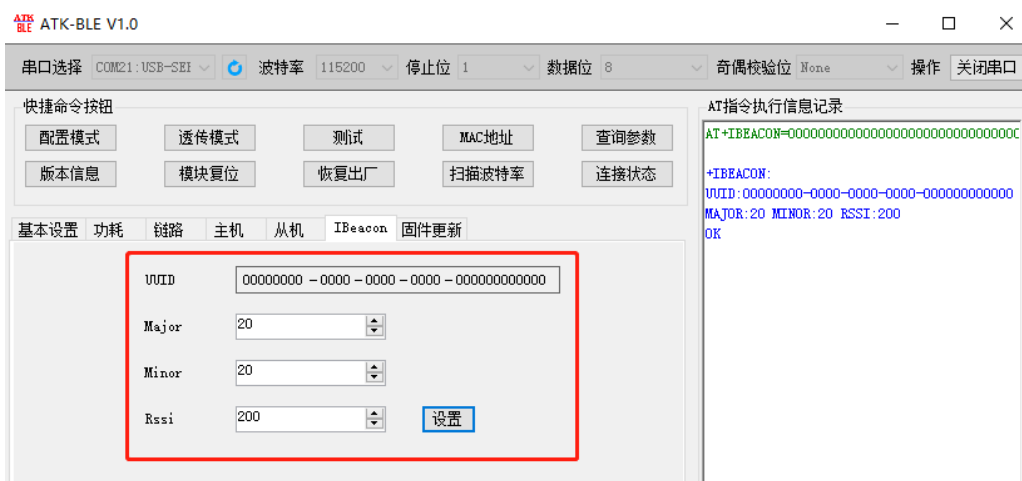 ATK BLE ATK-BLE V1.0
串口选择 COM21:USB-SEI 波特率 115200 停止位 1 数据位 8 奇偶校验位 None 操作 关闭串口
快捷命令按钮
配置模式 透传模式 测试 MAC地址 查询参数
版本信息 模块复位 恢复出厂 扫描波特率 连接状态
基本设置 功耗 链路 主机 从机 IBeacon 固件更新
UUID 00000000 -0000 -0000 -0000 -000000000000
Major 20
Minor 20
Rssi 200 设置
AT指令执行信息记录
AT+IBEACON=00000000000000000000000000000000
+IBEACON:
UUID:00000000-0000-0000-0000-000000000000
MAJOR:20 MINOR:20 RSSI:200
OK